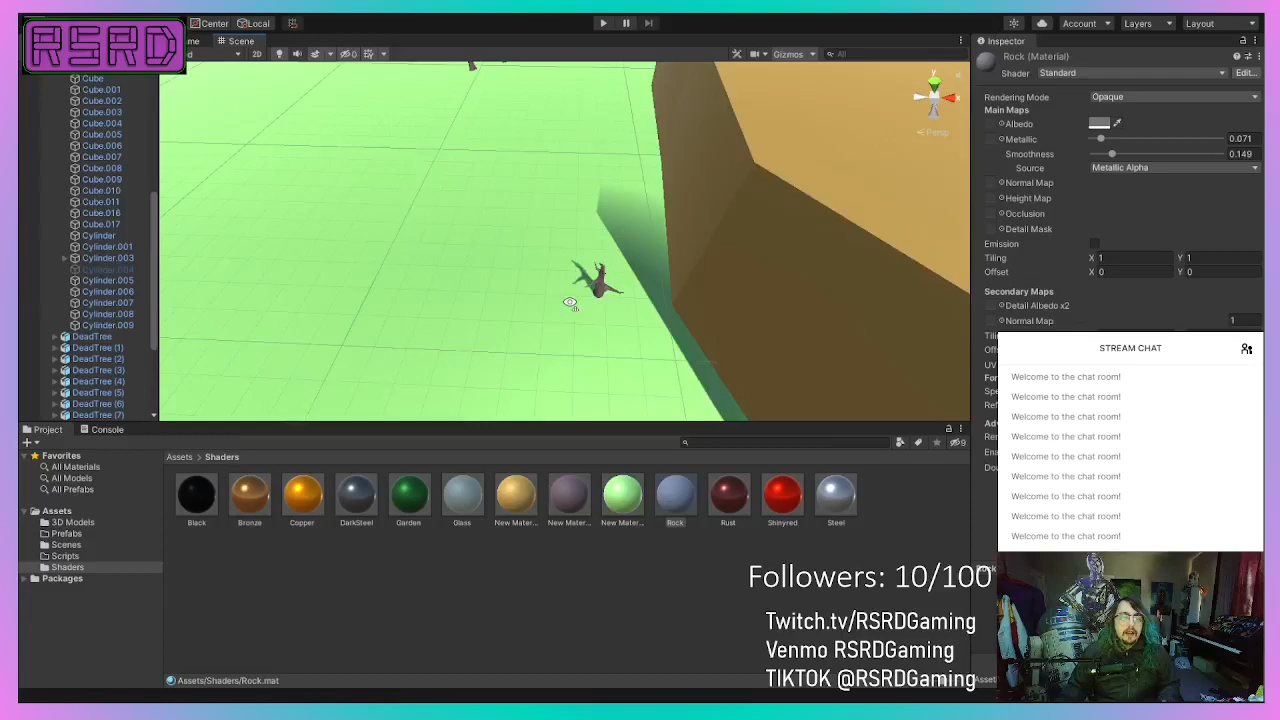 RSRD
Center
Local
Account
Layers
Layout
me
Scene
2D
0
Gizmos
All
y
x
Persp
Cube
Cube.001
Cube.002
Cube.003
Cube.004
Cube.005
Cube.006
Cube.007
Cube.008
Cube.009
Cube.010
Cube.011
Cube.016
Cube.017
Cylinder
Cylinder.001
Cylinder.003
Cylinder.004
Cylinder.005
Cylinder.006
Cylinder.007
Cylinder.008
Cylinder.009
DeadTree
DeadTree (1)
DeadTree (2)
DeadTree (3)
DeadTree (4)
DeadTree (5)
DeadTree (6)
DeadTree (7)
Inspector
Rock (Material)
Shader
Standard
Edit...
Rendering Mode
Opaque
Main Maps
Albedo
Metallic
0.071
Smoothness
0.149
Source
Metallic Alpha
Normal Map
Height Map
Occlusion
Detail Mask
Emission
Tiling
X 1
Y 1
Offset
X 0
Y 0
Secondary Maps
Detail Albedo x2
Normal Map
1
STREAM CHAT
Welcome to the chat room!
Welcome to the chat room!
Welcome to the chat room!
Welcome to the chat room!
Welcome to the chat room!
Welcome to the chat room!
Welcome to the chat room!
Welcome to the chat room!
Welcome to the chat room!
Project
Console
9
Favorites
All Materials
All Models
All Prefabs
Assets
3D Models
Prefabs
Scenes
Scripts
Shaders
Packages
Assets > Shaders
Black
Bronze
Copper
DarkSteel
Garden
Glass
New Mater...
New Mater...
New Mater...
Rock
Rust
Shinyred
Steel
Assets/Shaders/Rock.mat
Followers: 10/100
Twitch.tv/RSRDGaming
Venmo RSRDGaming
TIKTOK @RSRDGaming